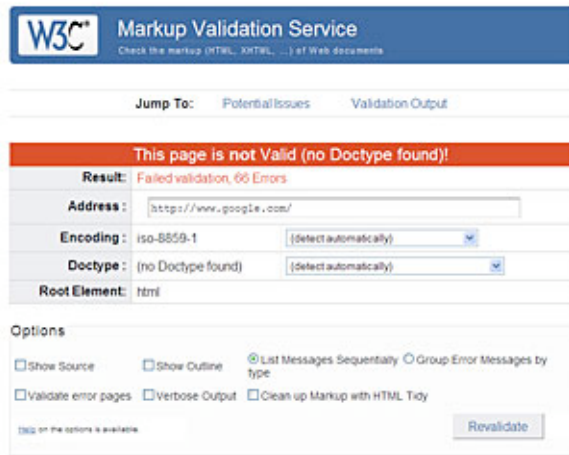 W3C Markup Validation Service
Check the markup (HTML, XHTML, ...) of Web documents
Jump To: Potential Issues Validation Output
This page is not Valid (no Doctype found)!
Result: Failed validation, 66 Errors
Address : http://www.google.com/
Encoding : iso-8859-1 (detect automatically)
Doctype : (no Doctype found) (detect automatically)
Root Element: html
Options
Show Source Show Outline List Messages Sequentially Group Error Messages by
type
Validate error pages Verbose Output Clean up Markup with HTML Tidy
Help on the options is available.
Revalidate